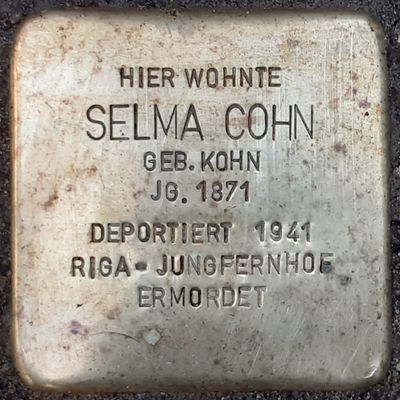 HIER WOHNTE
SELMA COHN
GEB. KOHN
JG. 1871
DEPORTIERT 1941
RIGA-JUNGFERNHOF
ERMORDET